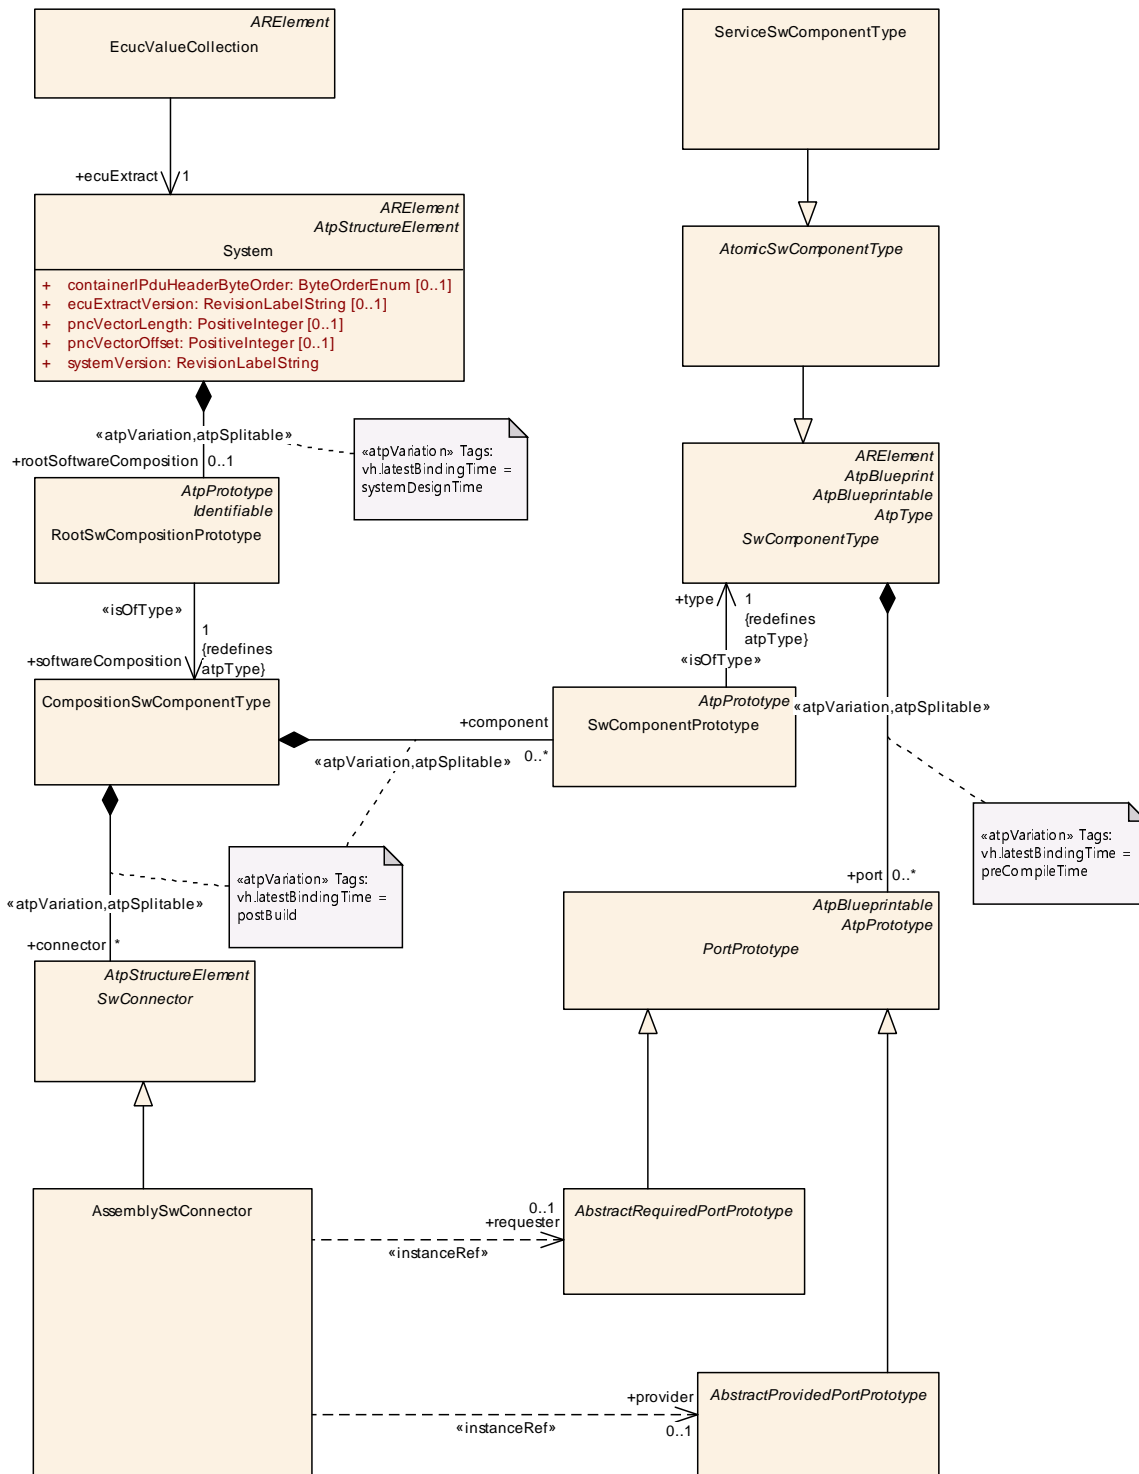 ARElement
EcucValueCollection
ServiceSwComponentType
+ecuExtract
1
ARElement
AtpStructureElement
System
+ containerIPduHeaderByteOrder: ByteOrderEnum [0..1]
+ ecuExtractVersion: RevisionLabelString [0..1]
+ pncVectorLength: PositiveInteger [0..1]
+ pncVectorOffset: PositiveInteger [0..1]
+ systemVersion: RevisionLabelString
AtomicSwComponentType
«atpVariation,atpSplitable»
+rootSoftwareComposition
0..1
«atpVariation» Tags:
vh.latestBindingTime =
systemDesignTime
ARElement
AtpBlueprint
AtpBlueprintable
AtpType
SwComponentType
AtpPrototype
Identifiable
RootSwCompositionPrototype
«isOfType»
1
{redefines
atpType}
+softwareComposition
+type
1
{redefines
atpType}
«isOfType»
CompositionSwComponentType
+component
0..*
«atpVariation,atpSplitable»
AtpPrototype
SwComponentPrototype
«atpVariation,atpSplitable»
«atpVariation» Tags:
vh.latestBindingTime =
preCompileTime
«atpVariation» Tags:
vh.latestBindingTime =
postBuild
+port
0..*
«atpVariation,atpSplitable»
+connector
*
AtpBlueprintable
AtpPrototype
PortPrototype
AtpStructureElement
SwConnector
AssemblySwConnector
0..1
+requester
«instanceRef»
AbstractRequiredPortPrototype
+provider
0..1
«instanceRef»
AbstractProvidedPortPrototype